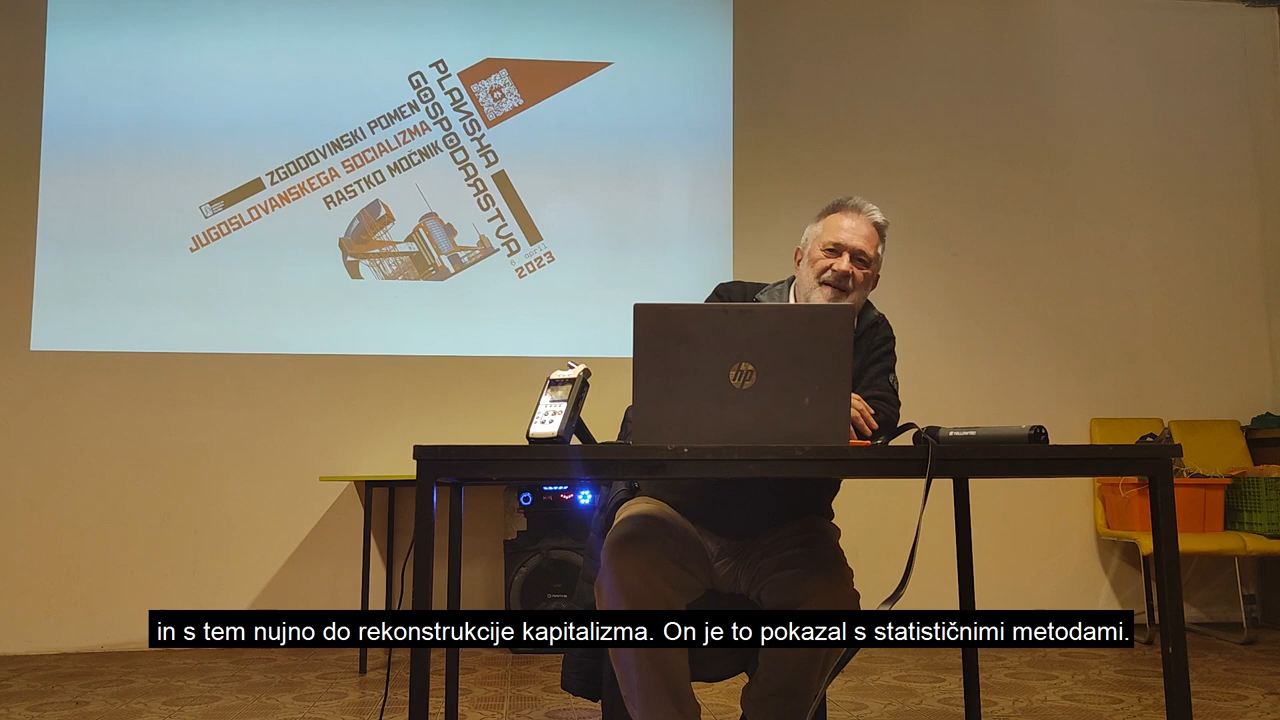 ZGODOVINSKI POMEN
JUGOSLOVANSKEGA SOCIALIZMA
RASTKO MOČNIK
PLANSKA
GOSPODARSTVA
6. april
2023
hp
in s tem nujno do rekonstrukcije kapitalizma. On je to pokazal s statističnimi metodami.